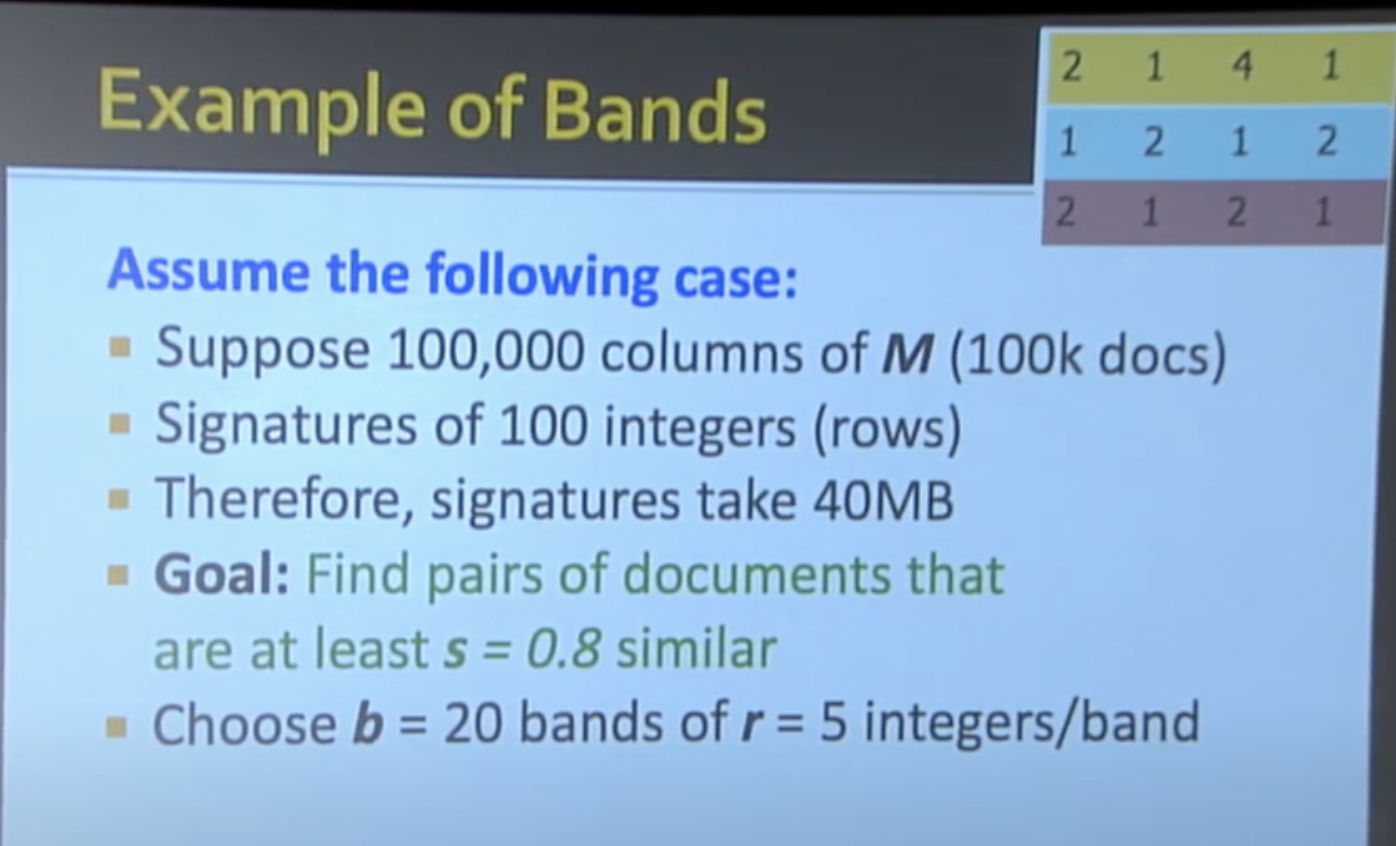 Example of Bands
2 1 4 1
1 2 1 2
2 1 2 1
Assume the following case:
Suppose 100,000 columns of M (100k docs)
Signatures of 100 integers (rows)
Therefore, signatures take 40MB
Goal: Find pairs of documents that
are at least s = 0.8 similar
Choose b = 20 bands of r = 5 integers/band